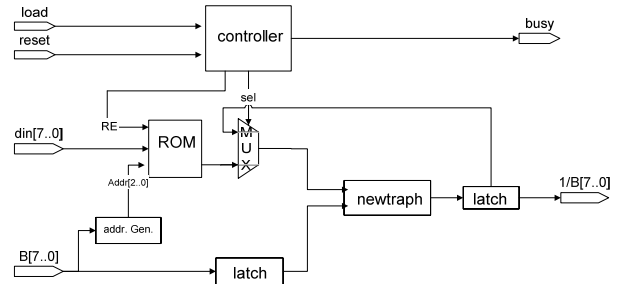 load
reset
controller
busy
sel
RE
din[7..0]
ROM
MUX
Addr[2..0]
newtraph
latch
1/B[7..0]
addr. Gen.
B[7..0]
latch